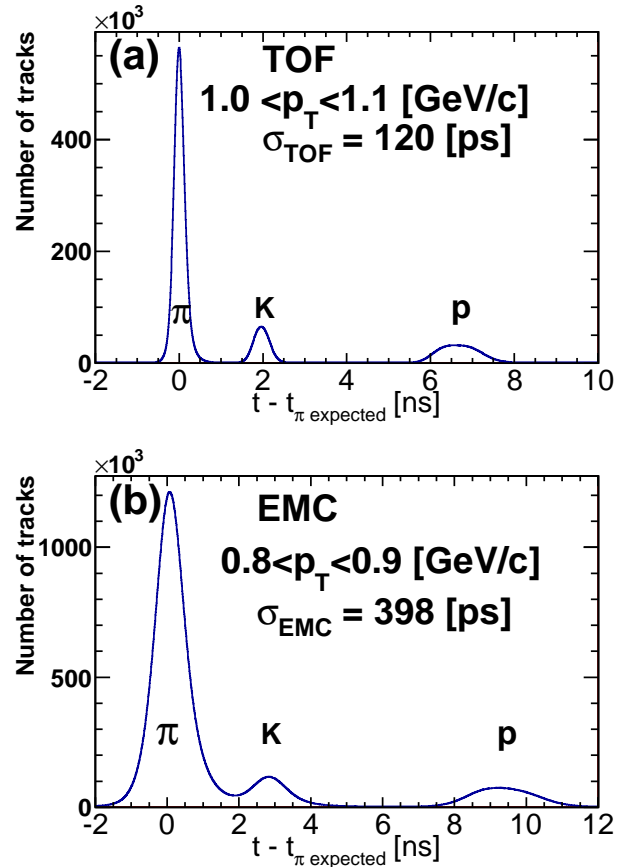 ×10³
(a)
TOF
1.0 <p_T<1.1 [GeV/c]
σ_TOF = 120 [ps]
Number of tracks
400
200
0
π
K
p
-2 0 2 4 6 8 10
t - t_π expected [ns]
×10³
(b)
EMC
0.8<p_T<0.9 [GeV/c]
σ_EMC = 398 [ps]
Number of tracks
1000
500
0
π
K
p
-2 0 2 4 6 8 10 12
t - t_π expected [ns]